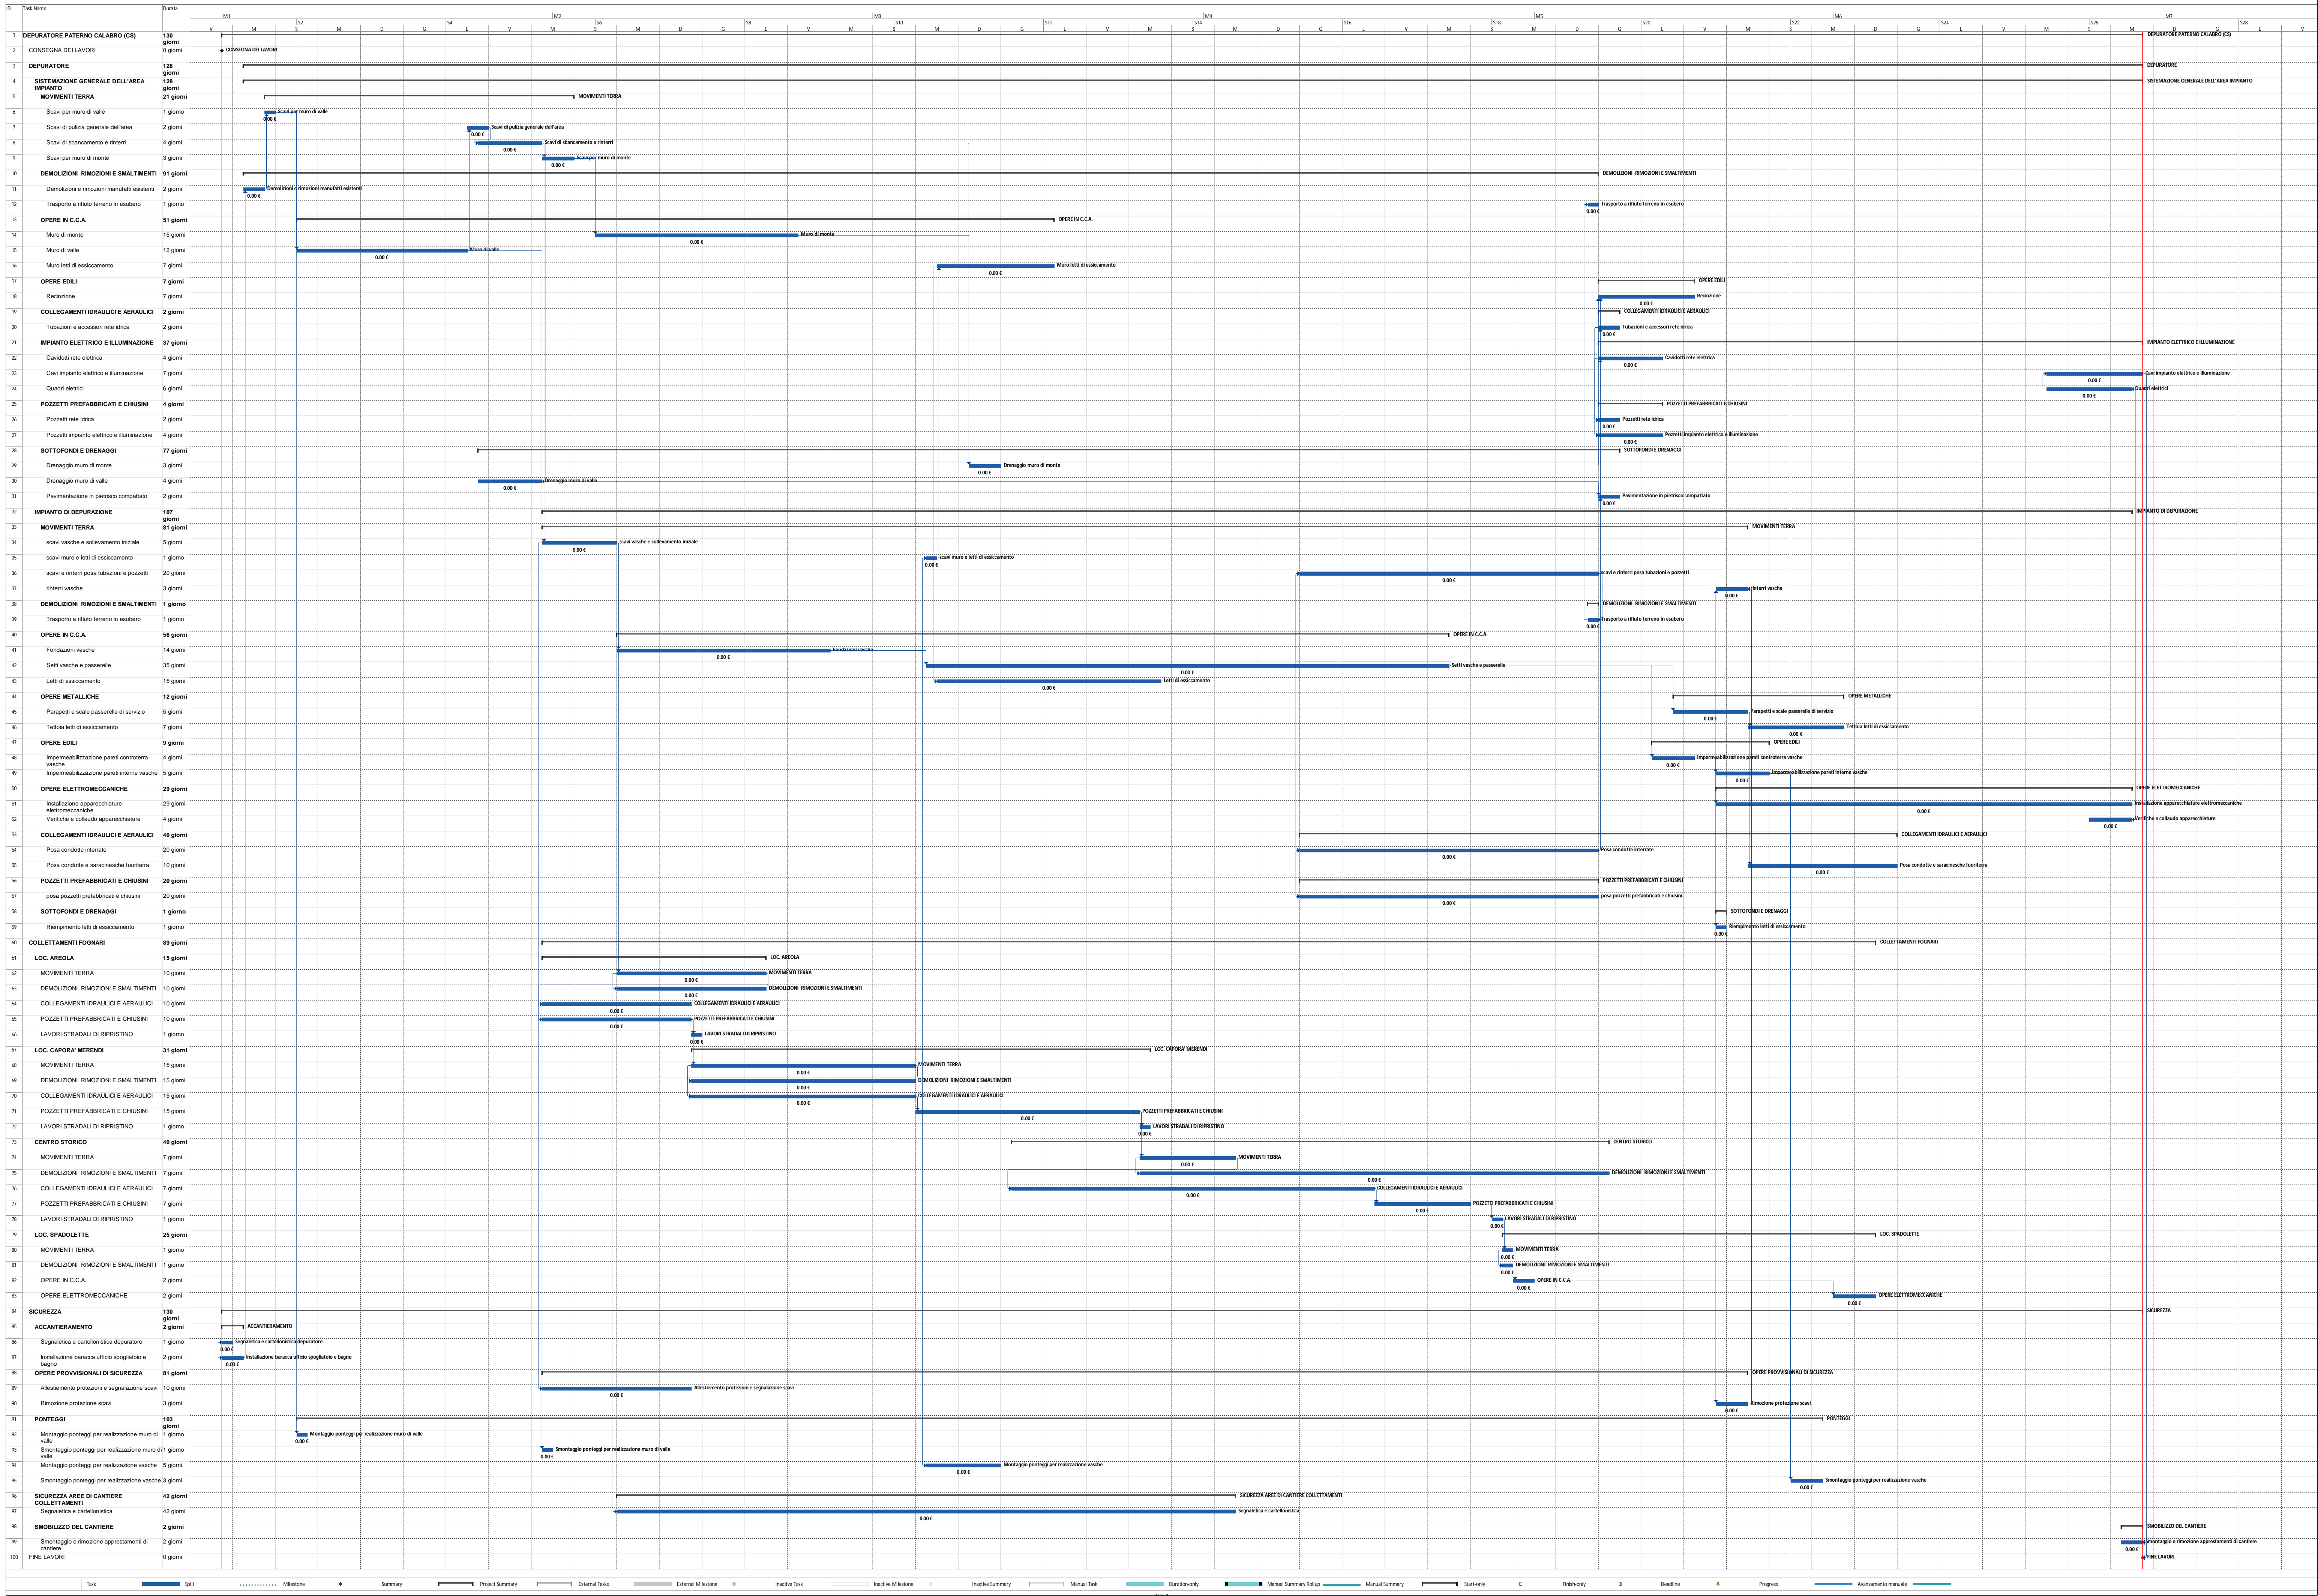 ID Task Name Durata
M1 M2 M3 M4 M5 M6 M7
S2 S4 S6 S8 S10 S12 S14 S16 S18 S20 S22 S24 S26 S28
1 DEPURATORE PATERNO CALABRO (CS) 130 giorni
2 CONSEGNA DEI LAVORI 0 giorni
3 DEPURATORE 128 giorni
4 SISTEMAZIONE GENERALE DELL'AREA IMPIANTO 128 giorni
5 MOVIMENTI TERRA 21 giorni
6 Scavi per muro di valle 1 giorno
7 Scavi di pulizia generale dell'area 2 giorni
8 Scavi di sbancamento e rinterri 4 giorni
9 Scavi per muro di monte 3 giorni
10 DEMOLIZIONI RIMOZIONI E SMALTIMENTI 91 giorni
11 Demolizioni e rimozioni manufatti esistenti 2 giorni
12 Trasporto a rifiuto terreno in esubero 1 giorno
13 OPERE IN C.C.A. 51 giorni
14 Muro di monte 15 giorni
15 Muro di valle 12 giorni
16 Muro letti di essiccamento 7 giorni
17 OPERE EDILI 7 giorni
18 Recinzione 7 giorni
19 COLLEGAMENTI IDRAULICI E AERAULICI 2 giorni
20 Tubazioni e accessori rete idrica 2 giorni
21 IMPIANTO ELETTRICO E ILLUMINAZIONE 37 giorni
22 Cavidotti rete elettrica 4 giorni
23 Cavi impianto elettrico e illuminazione 7 giorni
24 Quadri elettrici 6 giorni
25 POZZETTI PREFABBRICATI E CHIUSINI 4 giorni
26 Pozzetti rete idrica 2 giorni
27 Pozzetti impianto elettrico e illuminazione 4 giorni
28 SOTTOFONDI E DRENAGGI 77 giorni
29 Drenaggio muro di monte 3 giorni
30 Drenaggio muro di valle 4 giorni
31 Pavimentazione in pietrisco compattato 2 giorni
32 IMPIANTO DI DEPURAZIONE 107 giorni
33 MOVIMENTI TERRA 81 giorni
34 scavi vasche e sollevamento iniziale 5 giorni
35 scavi muro e letti di essiccamento 1 giorno
36 scavi e rinterri posa tubazioni e pozzetti 20 giorni
37 rinterri vasche 3 giorni
38 DEMOLIZIONI RIMOZIONI E SMALTIMENTI 1 giorno
39 Trasporto a rifiuto terreno in esubero 1 giorno
40 OPERE IN C.C.A. 56 giorni
41 Fondazioni vasche 14 giorni
42 Setti vasche e passerelle 35 giorni
43 Letti di essiccamento 15 giorni
44 OPERE METALLICHE 12 giorni
45 Parapetti e scale passerelle di servizio 5 giorni
46 Tettoia letti di essiccamento 7 giorni
47 OPERE EDILI 9 giorni
48 Impermeabilizzazione pareti controterra vasche 4 giorni
49 Impermeabilizzazione pareti interne vasche 5 giorni
50 OPERE ELETTROMECCANICHE 29 giorni
51 Installazione apparecchiature elettromeccaniche 29 giorni
52 Verifiche e collaudo apparecchiature 4 giorni
53 COLLEGAMENTI IDRAULICI E AERAULICI 40 giorni
54 Posa condotte interrate 20 giorni
55 Posa condotte e saracinesche fuoriterra 10 giorni
56 POZZETTI PREFABBRICATI E CHIUSINI 20 giorni
57 posa pozzetti prefabbricati e chiusini 20 giorni
58 SOTTOFONDI E DRENAGGI 1 giorno
59 Riempimento letti di essiccamento 1 giorno
60 COLLETTAMENTI FOGNARI 89 giorni
61 LOC. AREOLA 15 giorni
62 MOVIMENTI TERRA 10 giorni
63 DEMOLIZIONI RIMOZIONI E SMALTIMENTI 10 giorni
64 COLLEGAMENTI IDRAULICI E AERAULICI 10 giorni
65 POZZETTI PREFABBRICATI E CHIUSINI 10 giorni
66 LAVORI STRADALI DI RIPRISTINO 1 giorno
67 LOC. CAPORA' MERENDI 31 giorni
68 MOVIMENTI TERRA 15 giorni
69 DEMOLIZIONI RIMOZIONI E SMALTIMENTI 15 giorni
70 COLLEGAMENTI IDRAULICI E AERAULICI 15 giorni
71 POZZETTI PREFABBRICATI E CHIUSINI 15 giorni
72 LAVORI STRADALI DI RIPRISTINO 1 giorno
73 CENTRO STORICO 40 giorni
74 MOVIMENTI TERRA 7 giorni
75 DEMOLIZIONI RIMOZIONI E SMALTIMENTI 7 giorni
76 COLLEGAMENTI IDRAULICI E AERAULICI 7 giorni
77 POZZETTI PREFABBRICATI E CHIUSINI 7 giorni
78 LAVORI STRADALI DI RIPRISTINO 1 giorno
79 LOC. SPADOLETTE 25 giorni
80 MOVIMENTI TERRA 1 giorno
81 DEMOLIZIONI RIMOZIONI E SMALTIMENTI 1 giorno
82 OPERE IN C.C.A. 2 giorni
83 OPERE ELETTROMECCANICHE 2 giorni
84 SICUREZZA 130 giorni
85 ACCANTIERAMENTO 2 giorni
86 Segnaletica e cartellonistica depuratore 1 giorno
87 Installazione baracca ufficio spogliatoio e bagno 2 giorni
88 OPERE PROVVISIONALI DI SICUREZZA 81 giorni
89 Allestiemento protezioni e segnalazione scavi 10 giorni
90 Rimozione protezione scavi 3 giorni
91 PONTEGGI 103 giorni
92 Montaggio ponteggi per realizzazione muro di valle 1 giorno
93 Smontaggio ponteggi per realizzazione muro di valle 1 giorno
94 Montaggio ponteggi per realizzazione vasche 5 giorni
95 Smontaggio ponteggi per realizzazione vasche 3 giorni
96 SICUREZZA AREE DI CANTIERE COLLETTAMENTI 42 giorni
97 Segnaletica e cartellonistica 42 giorni
98 SMOBILIZZO DEL CANTIERE 2 giorni
99 Smontaggio e rimozione apprestamenti di cantiere 2 giorni
100 FINE LAVORI 0 giorni
Task Split Milestone Summary Project Summary External Tasks External Milestone Inactive Task Inactive Milestone Inactive Summary Manual Task Duration-only Manual Summary Rollup Manual Summary Start-only Finish-only Deadline Progress Avanzamento manuale